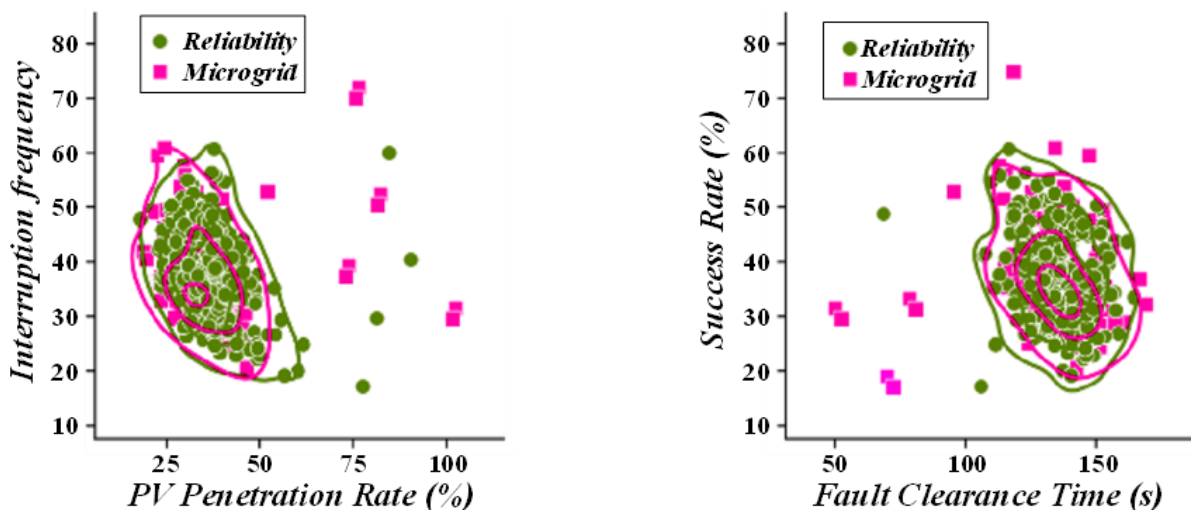 Reliability
Microgrid
Interruption frequency
80
70
60
50
40
30
20
10
25 50 75 100
PV Penetration Rate (%)
Reliability
Microgrid
Success Rate (%)
80
70
60
50
40
30
20
10
50 100 150
Fault Clearance Time (s)